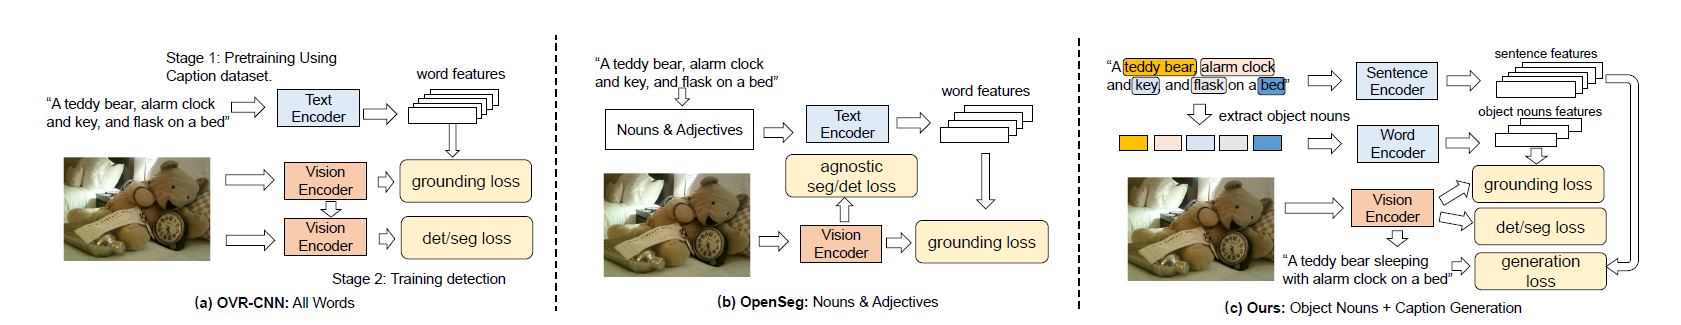 Stage 1: Pretraining Using
Caption dataset.
word features
“A teddy bear, alarm clock
and key, and flask on a bed”
Text
Encoder
Vision
Encoder
grounding loss
Vision
Encoder
det/seg loss
Stage 2: Training detection
(a) OVR-CNN: All Words
“A teddy bear, alarm clock
and key, and flask on a bed”
word features
Nouns & Adjectives
Text
Encoder
agnostic
seg/det loss
Vision
Encoder
grounding loss
(b) OpenSeg: Nouns & Adjectives
sentence features
“A teddy bear, alarm clock
and key, and flask on a bed”
Sentence
Encoder
extract object nouns
object nouns features
Word
Encoder
grounding loss
Vision
Encoder
det/seg loss
“A teddy bear sleeping
with alarm clock on a bed”
generation
loss
(c) Ours: Object Nouns + Caption Generation